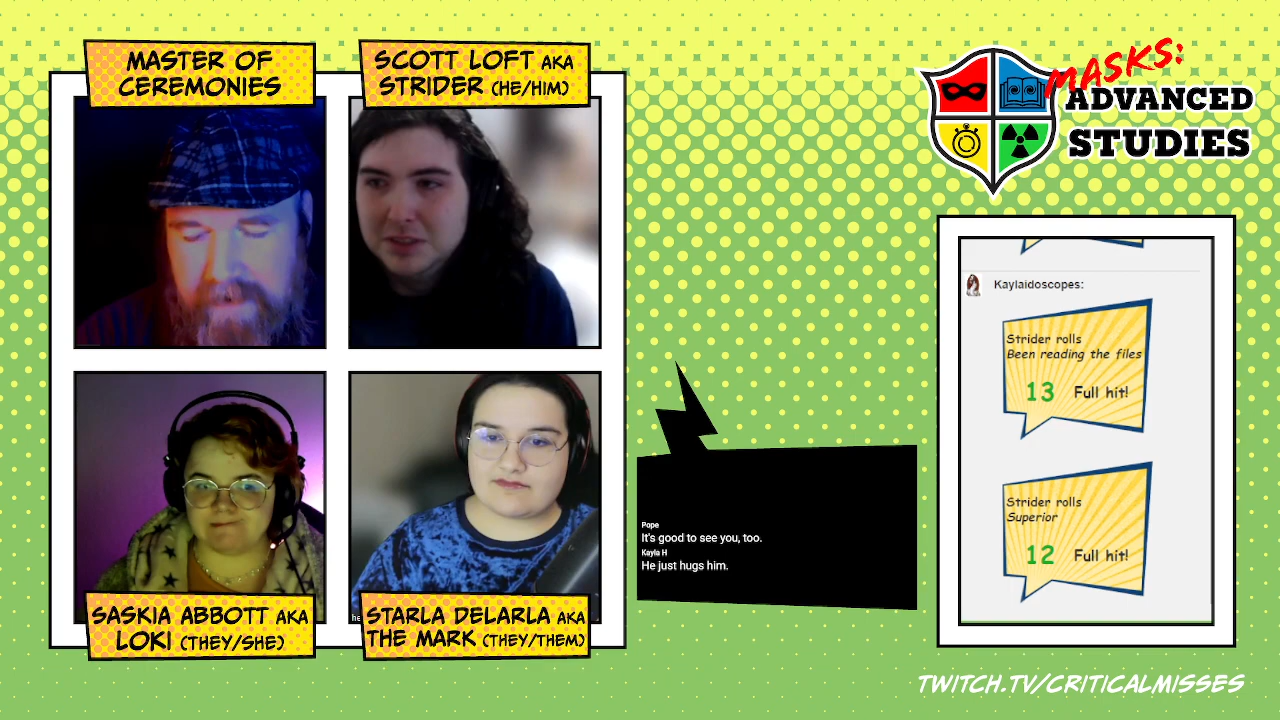 MASTER OF
CEREMONIES
SCOTT LOFT AKA
STRIDER (HE/HIM)
SASKIA ABBOTT AKA
LOKI (THEY/SHE)
STARLA DELARLA AKA
THE MARK (THEY/THEM)
Pope
It's good to see you, too.
Kayla H
He just hugs him.
MASKS:
ADVANCED
STUDIES
Kaylaidoscopes:
Strider rolls
Been reading the files
13 Full hit!
Strider rolls
Superior
12 Full hit!
TWITCH.TV/CRITICALMISSES